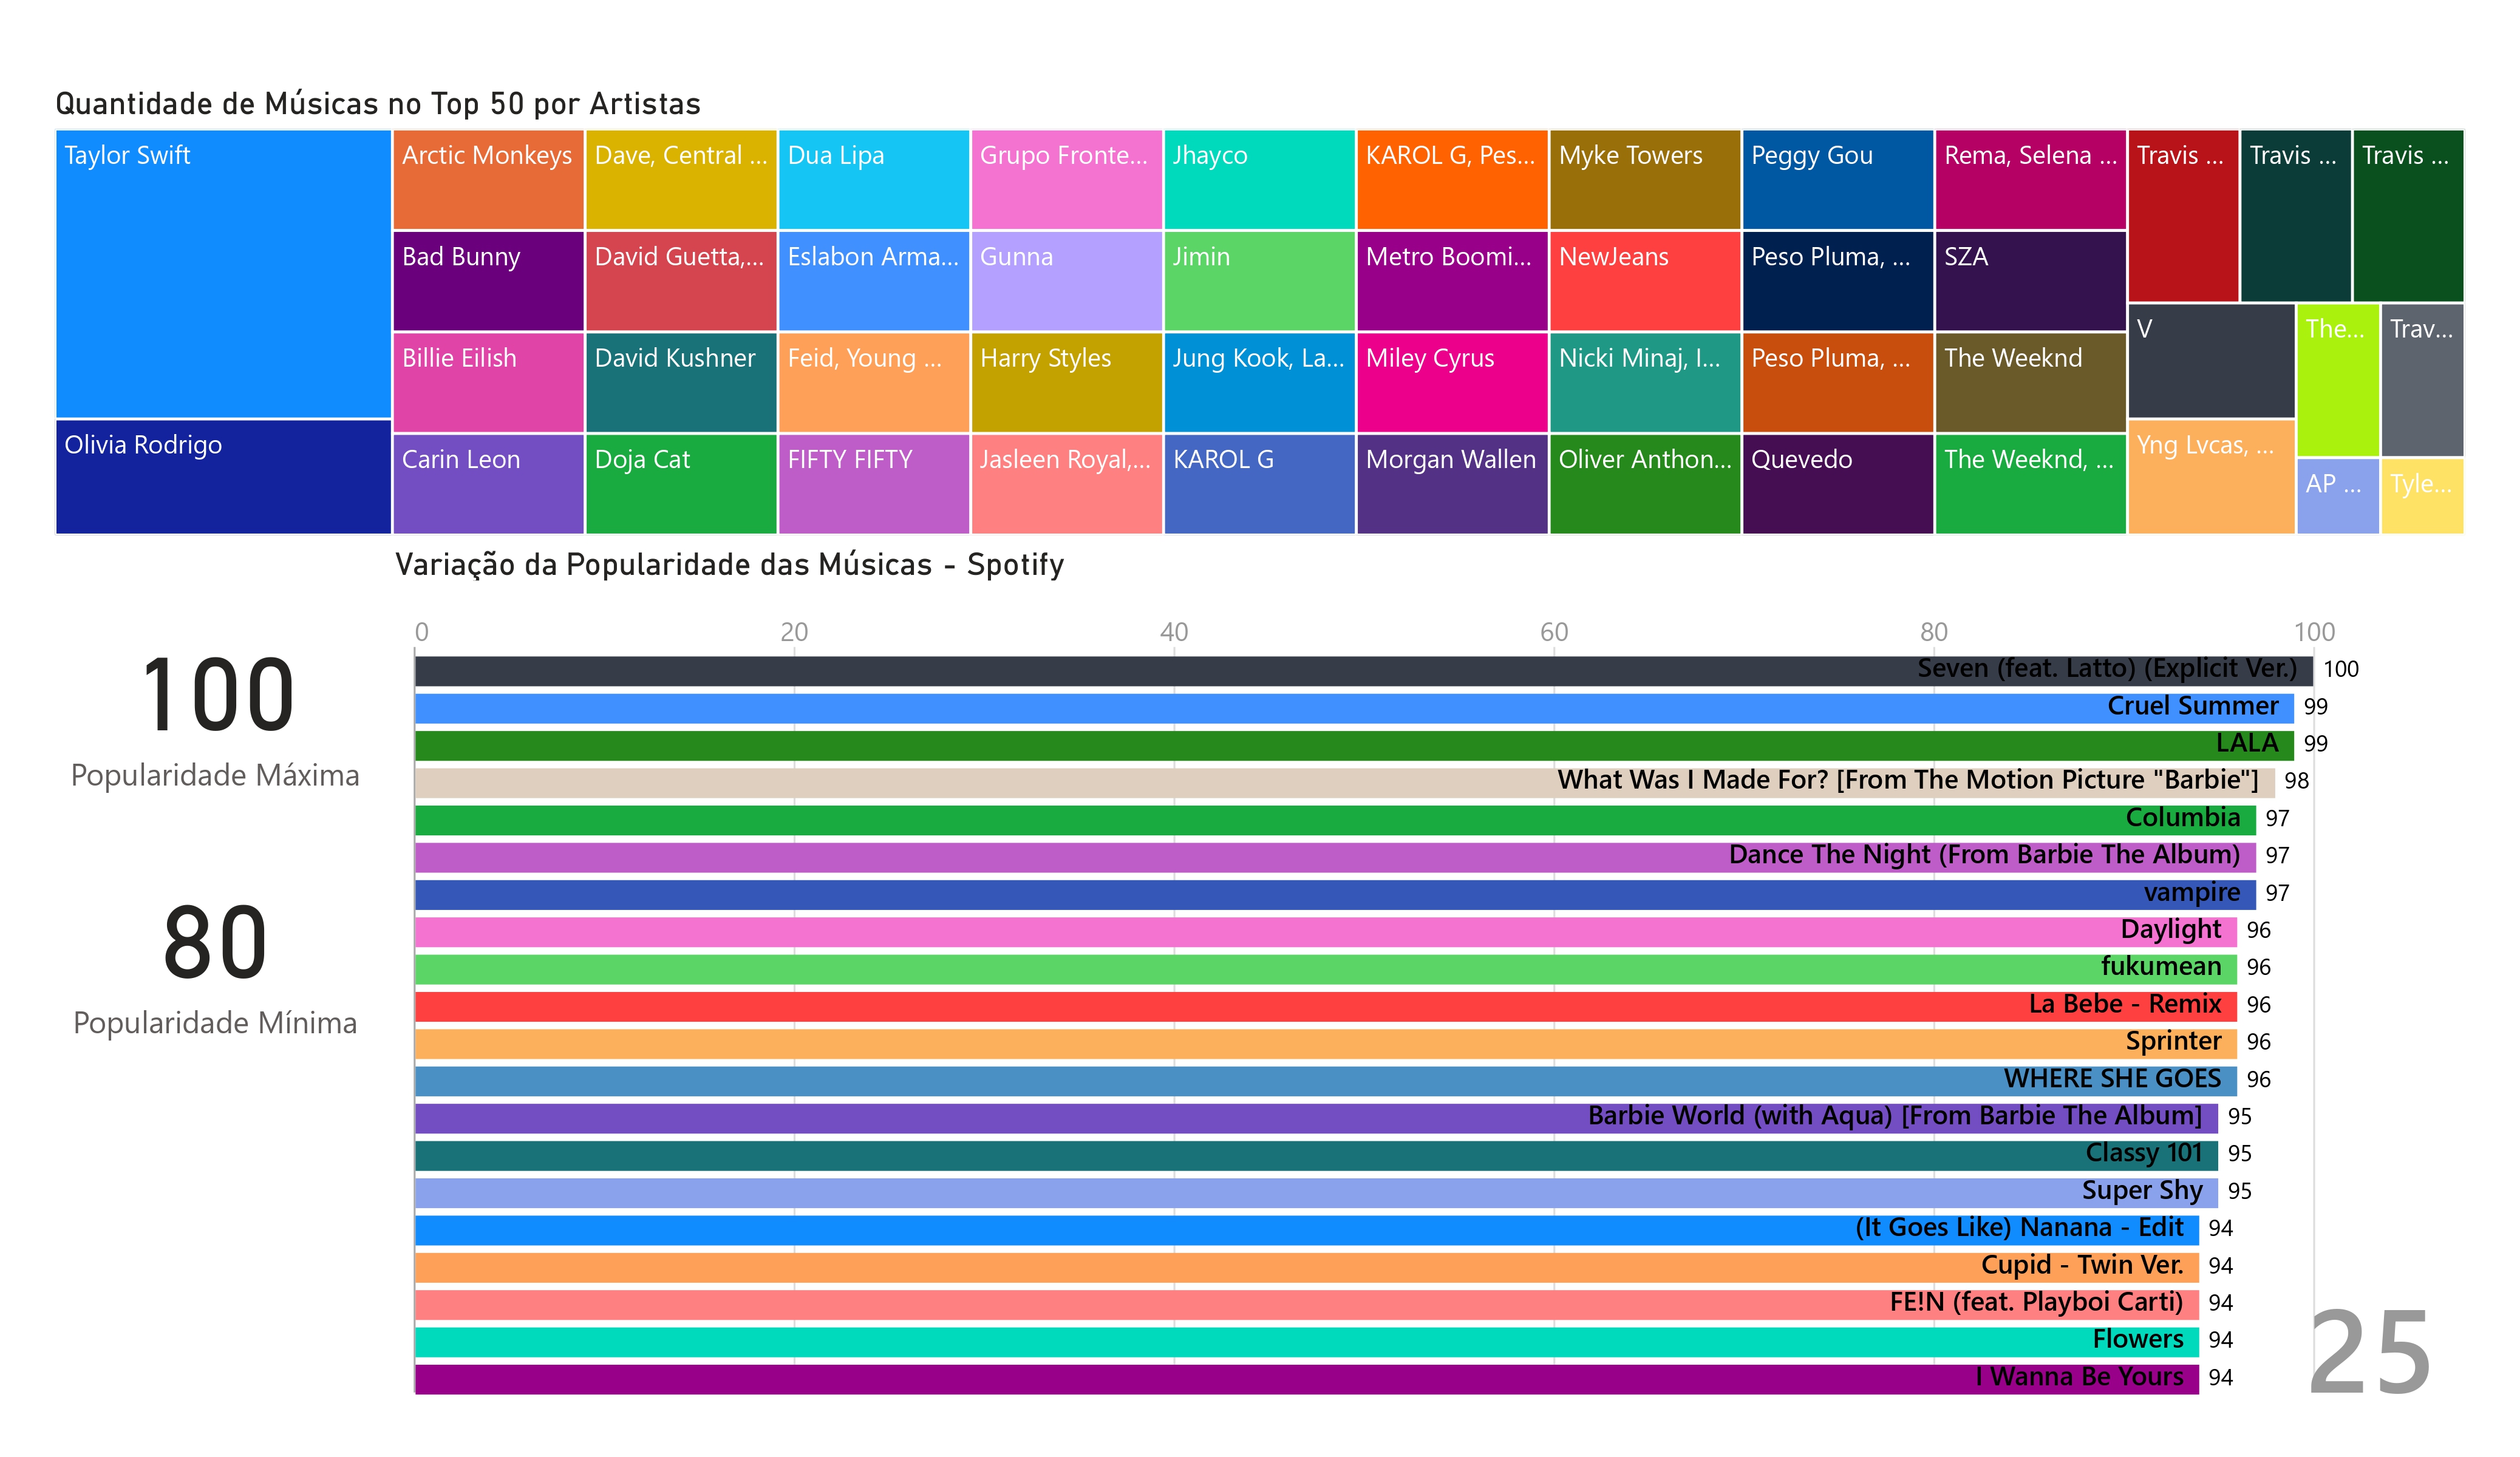 Quantidade de Músicas no Top 50 por Artistas
Taylor Swift
Arctic Monkeys
Dave, Central ...
Dua Lipa
Grupo Fronte...
Jhayco
KAROL G, Pes...
Myke Towers
Peggy Gou
Rema, Selena ...
Travis ...
Travis ...
Travis ...
Bad Bunny
David Guetta,...
Eslabon Arma...
Gunna
Jimin
Metro Boomi...
NewJeans
Peso Pluma, ...
SZA
V
The...
Trav...
Billie Eilish
David Kushner
Feid, Young ...
Harry Styles
Jung Kook, La...
Miley Cyrus
Nicki Minaj, I...
Peso Pluma, ...
The Weeknd
Olivia Rodrigo
Carin Leon
Doja Cat
FIFTY FIFTY
Jasleen Royal,...
KAROL G
Morgan Wallen
Oliver Anthon...
Quevedo
The Weeknd, ...
Yng Lvcas, ...
AP ...
Tyle...
Variação da Popularidade das Músicas - Spotify
100
Popularidade Máxima
80
Popularidade Mínima
0 20 40 60 80 100
Seven (feat. Latto) (Explicit Ver.) 100
Cruel Summer 99
LALA 99
What Was I Made For? [From The Motion Picture "Barbie"] 98
Columbia 97
Dance The Night (From Barbie The Album) 97
vampire 97
Daylight 96
fukumean 96
La Bebe - Remix 96
Sprinter 96
WHERE SHE GOES 96
Barbie World (with Aqua) [From Barbie The Album] 95
Classy 101 95
Super Shy 95
(It Goes Like) Nanana - Edit 94
Cupid - Twin Ver. 94
FE!N (feat. Playboi Carti) 94
Flowers 94
I Wanna Be Yours 94
25